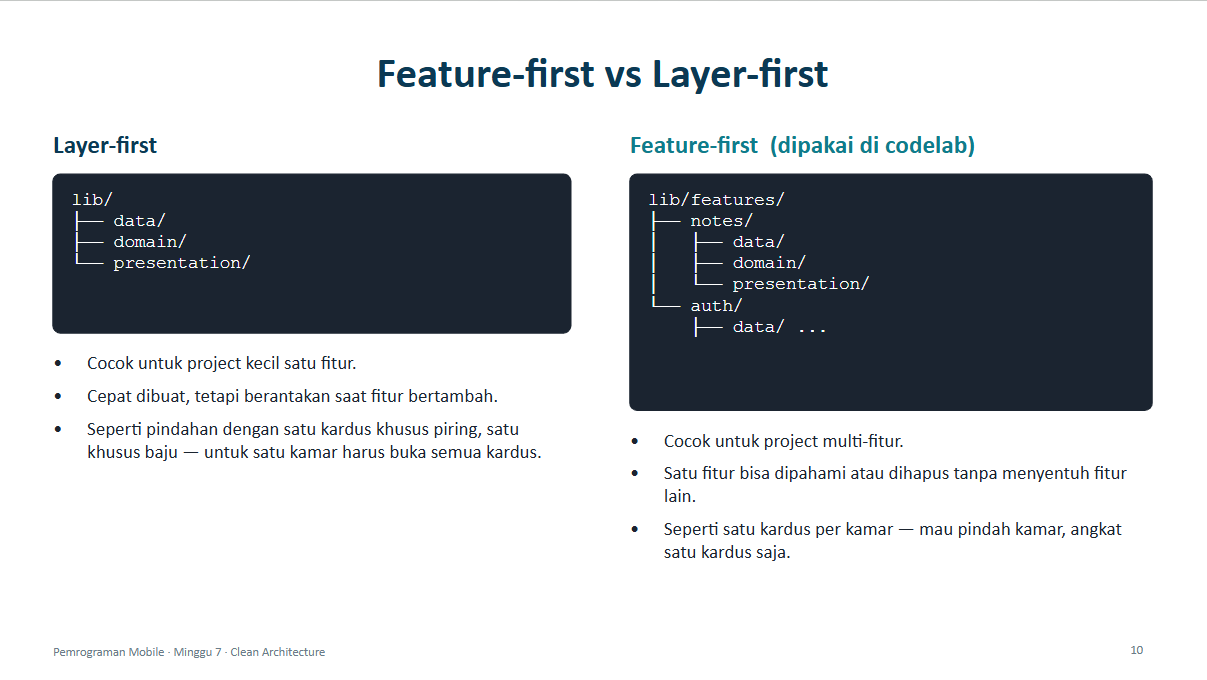 Feature-first vs Layer-first
Layer-first
lib/
├── data/
├── domain/
└── presentation/
• Cocok untuk project kecil satu fitur.
• Cepat dibuat, tetapi berantakan saat fitur bertambah.
• Seperti pindahan dengan satu kardus khusus piring, satu
khusus baju — untuk satu kamar harus buka semua kardus.
Feature-first (dipakai di codelab)
lib/features/
├── notes/
│   ├── data/
│   ├── domain/
│   └── presentation/
└── auth/
    ├── data/ ...
• Cocok untuk project multi-fitur.
• Satu fitur bisa dipahami atau dihapus tanpa menyentuh fitur
lain.
• Seperti satu kardus per kamar — mau pindah kamar, angkat
satu kardus saja.
Pemrograman Mobile · Minggu 7 · Clean Architecture
10